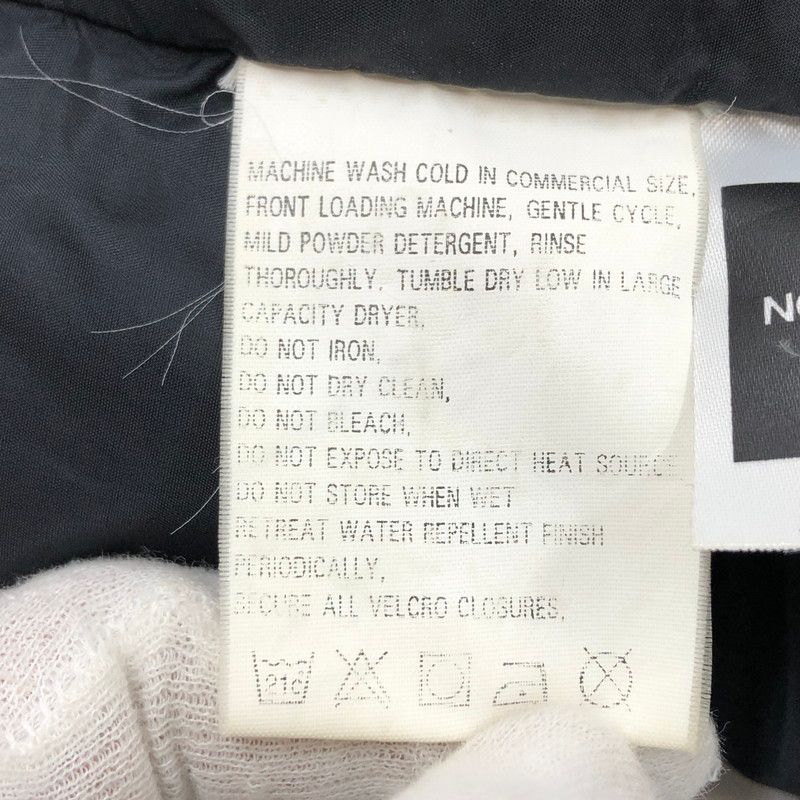 MACHINE WASH COLD IN COMMERCIAL SIZE,
FRONT LOADING MACHINE, GENTLE CYCLE,
MILD POWDER DETERGENT, RINSE
THOROUGHLY, TUMBLE DRY LOW IN LARGE
CAPACITY DRYER,
DO NOT IRON,
DO NOT DRY CLEAN,
DO NOT BLEACH,
DO NOT EXPOSE TO DIRECT HEAT SOURCE
DO NOT STORE WHEN WET
RETREAT WATER REPELLENT FINISH
PERIODICALLY,
SECURE ALL VELCRO CLOSURES,
21c